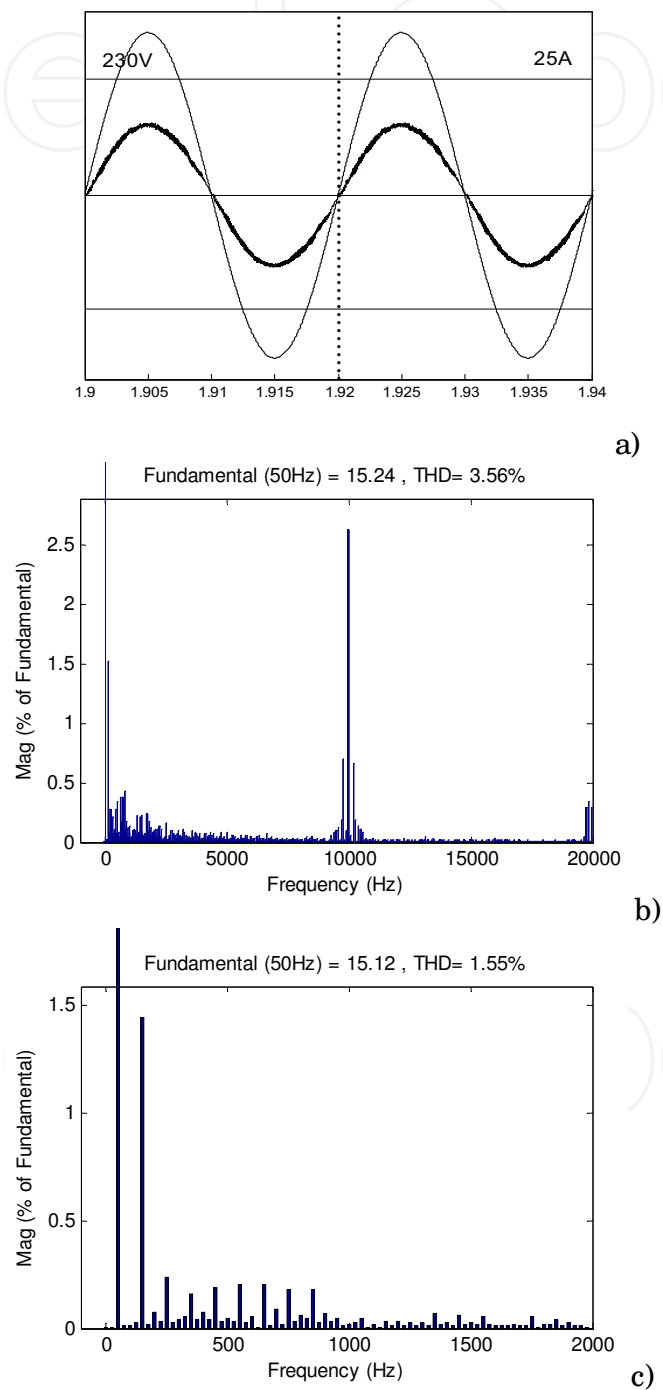 230V 25A
1.9 1.905 1.91 1.915 1.92 1.925 1.93 1.935 1.94
a)
Fundamental (50Hz) = 15.24 , THD= 3.56%
2.5
2
1.5
1
0.5
0
Mag (% of Fundamental)
0 5000 10000 15000 20000
Frequency (Hz)
b)
Fundamental (50Hz) = 15.12 , THD= 1.55%
1.5
1
0.5
0
Mag (% of Fundamental)
0 500 1000 1500 2000
Frequency (Hz)
c)